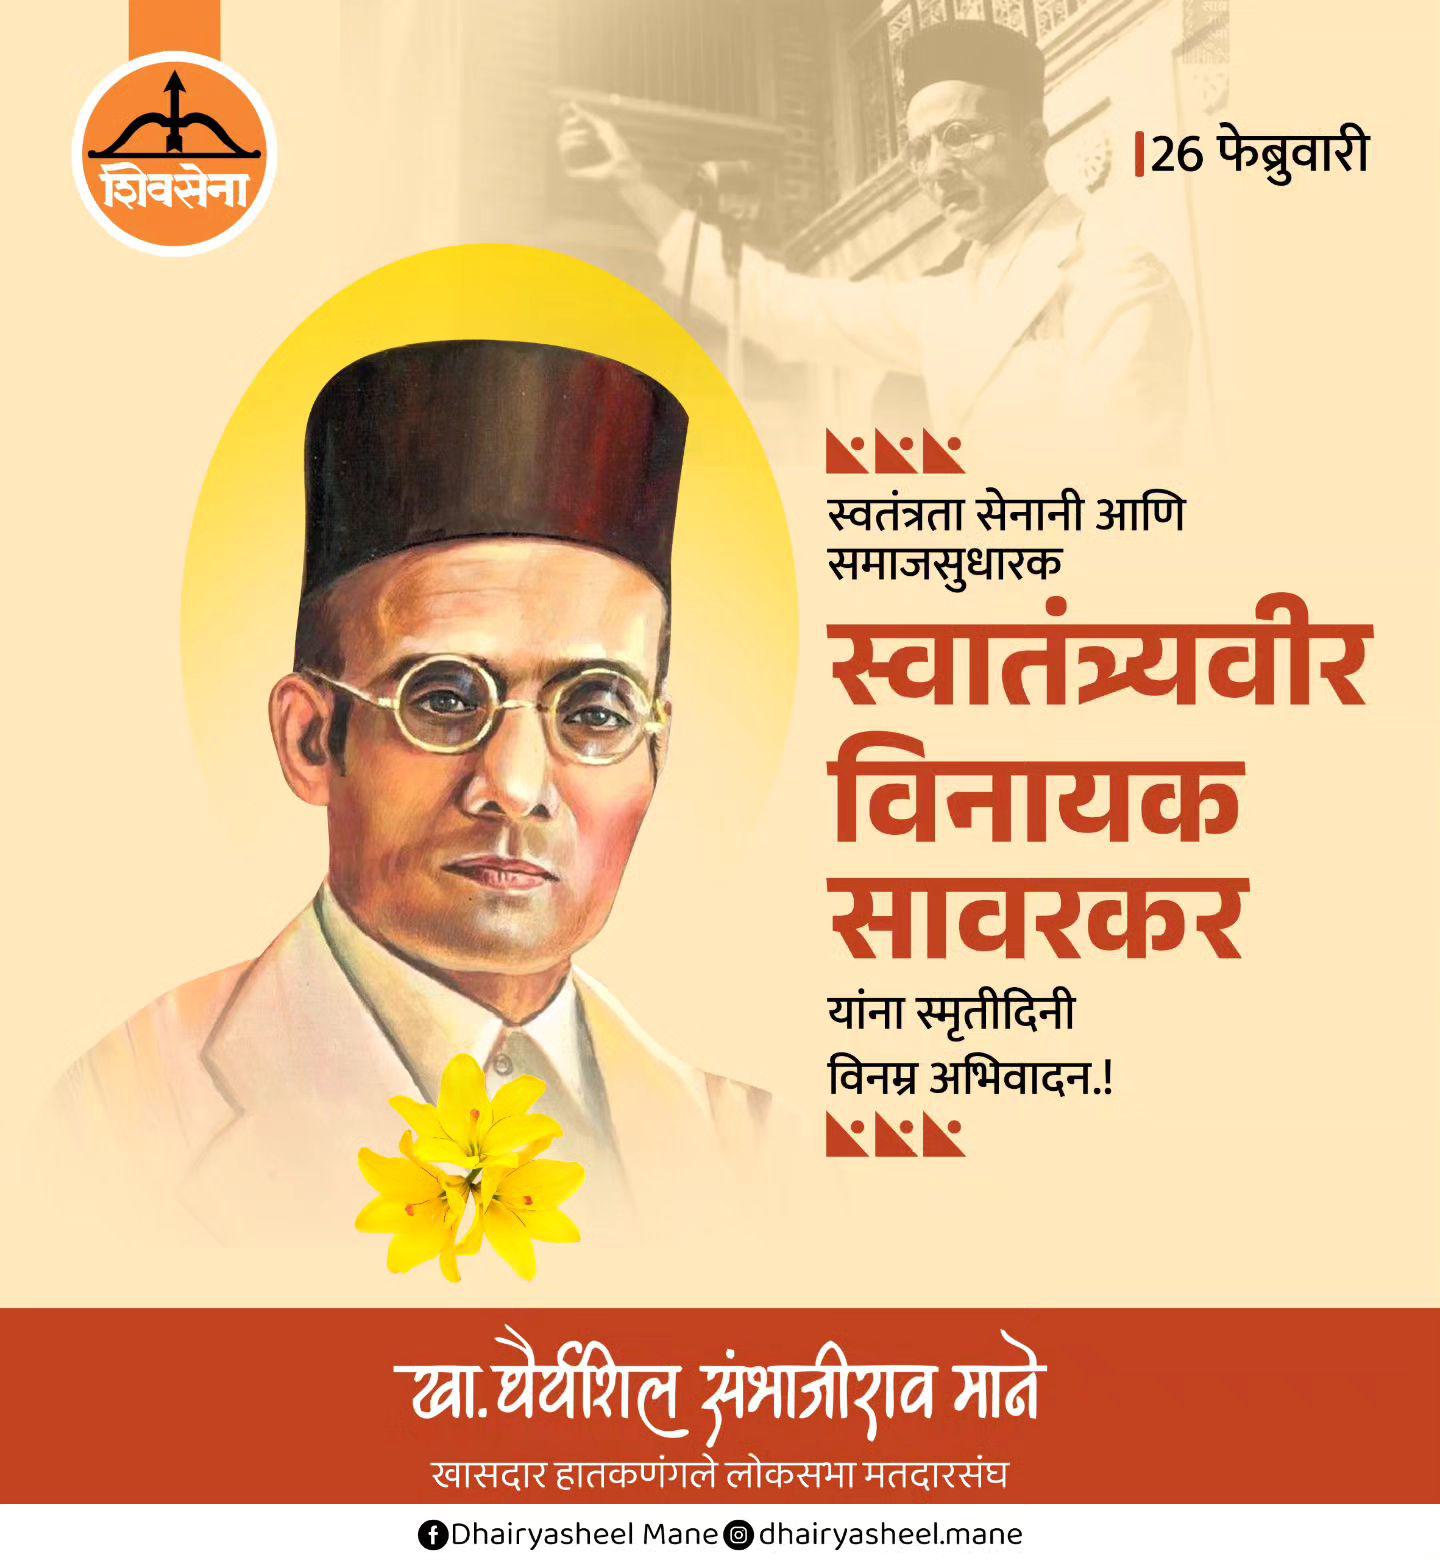 शिवसेना
26 फेब्रुवारी
स्वतंत्रता सेनानी आणि
समाजसुधारक
स्वातंत्र्यवीर
विनायक
सावरकर
यांना स्मृतीदिनी
विनम्र अभिवादन.!
खा. धैर्यशिल संभाजीराव माने
खासदार हातकणंगले लोकसभा मतदारसंघ
Dhairyasheel Mane dhairyasheel.mane